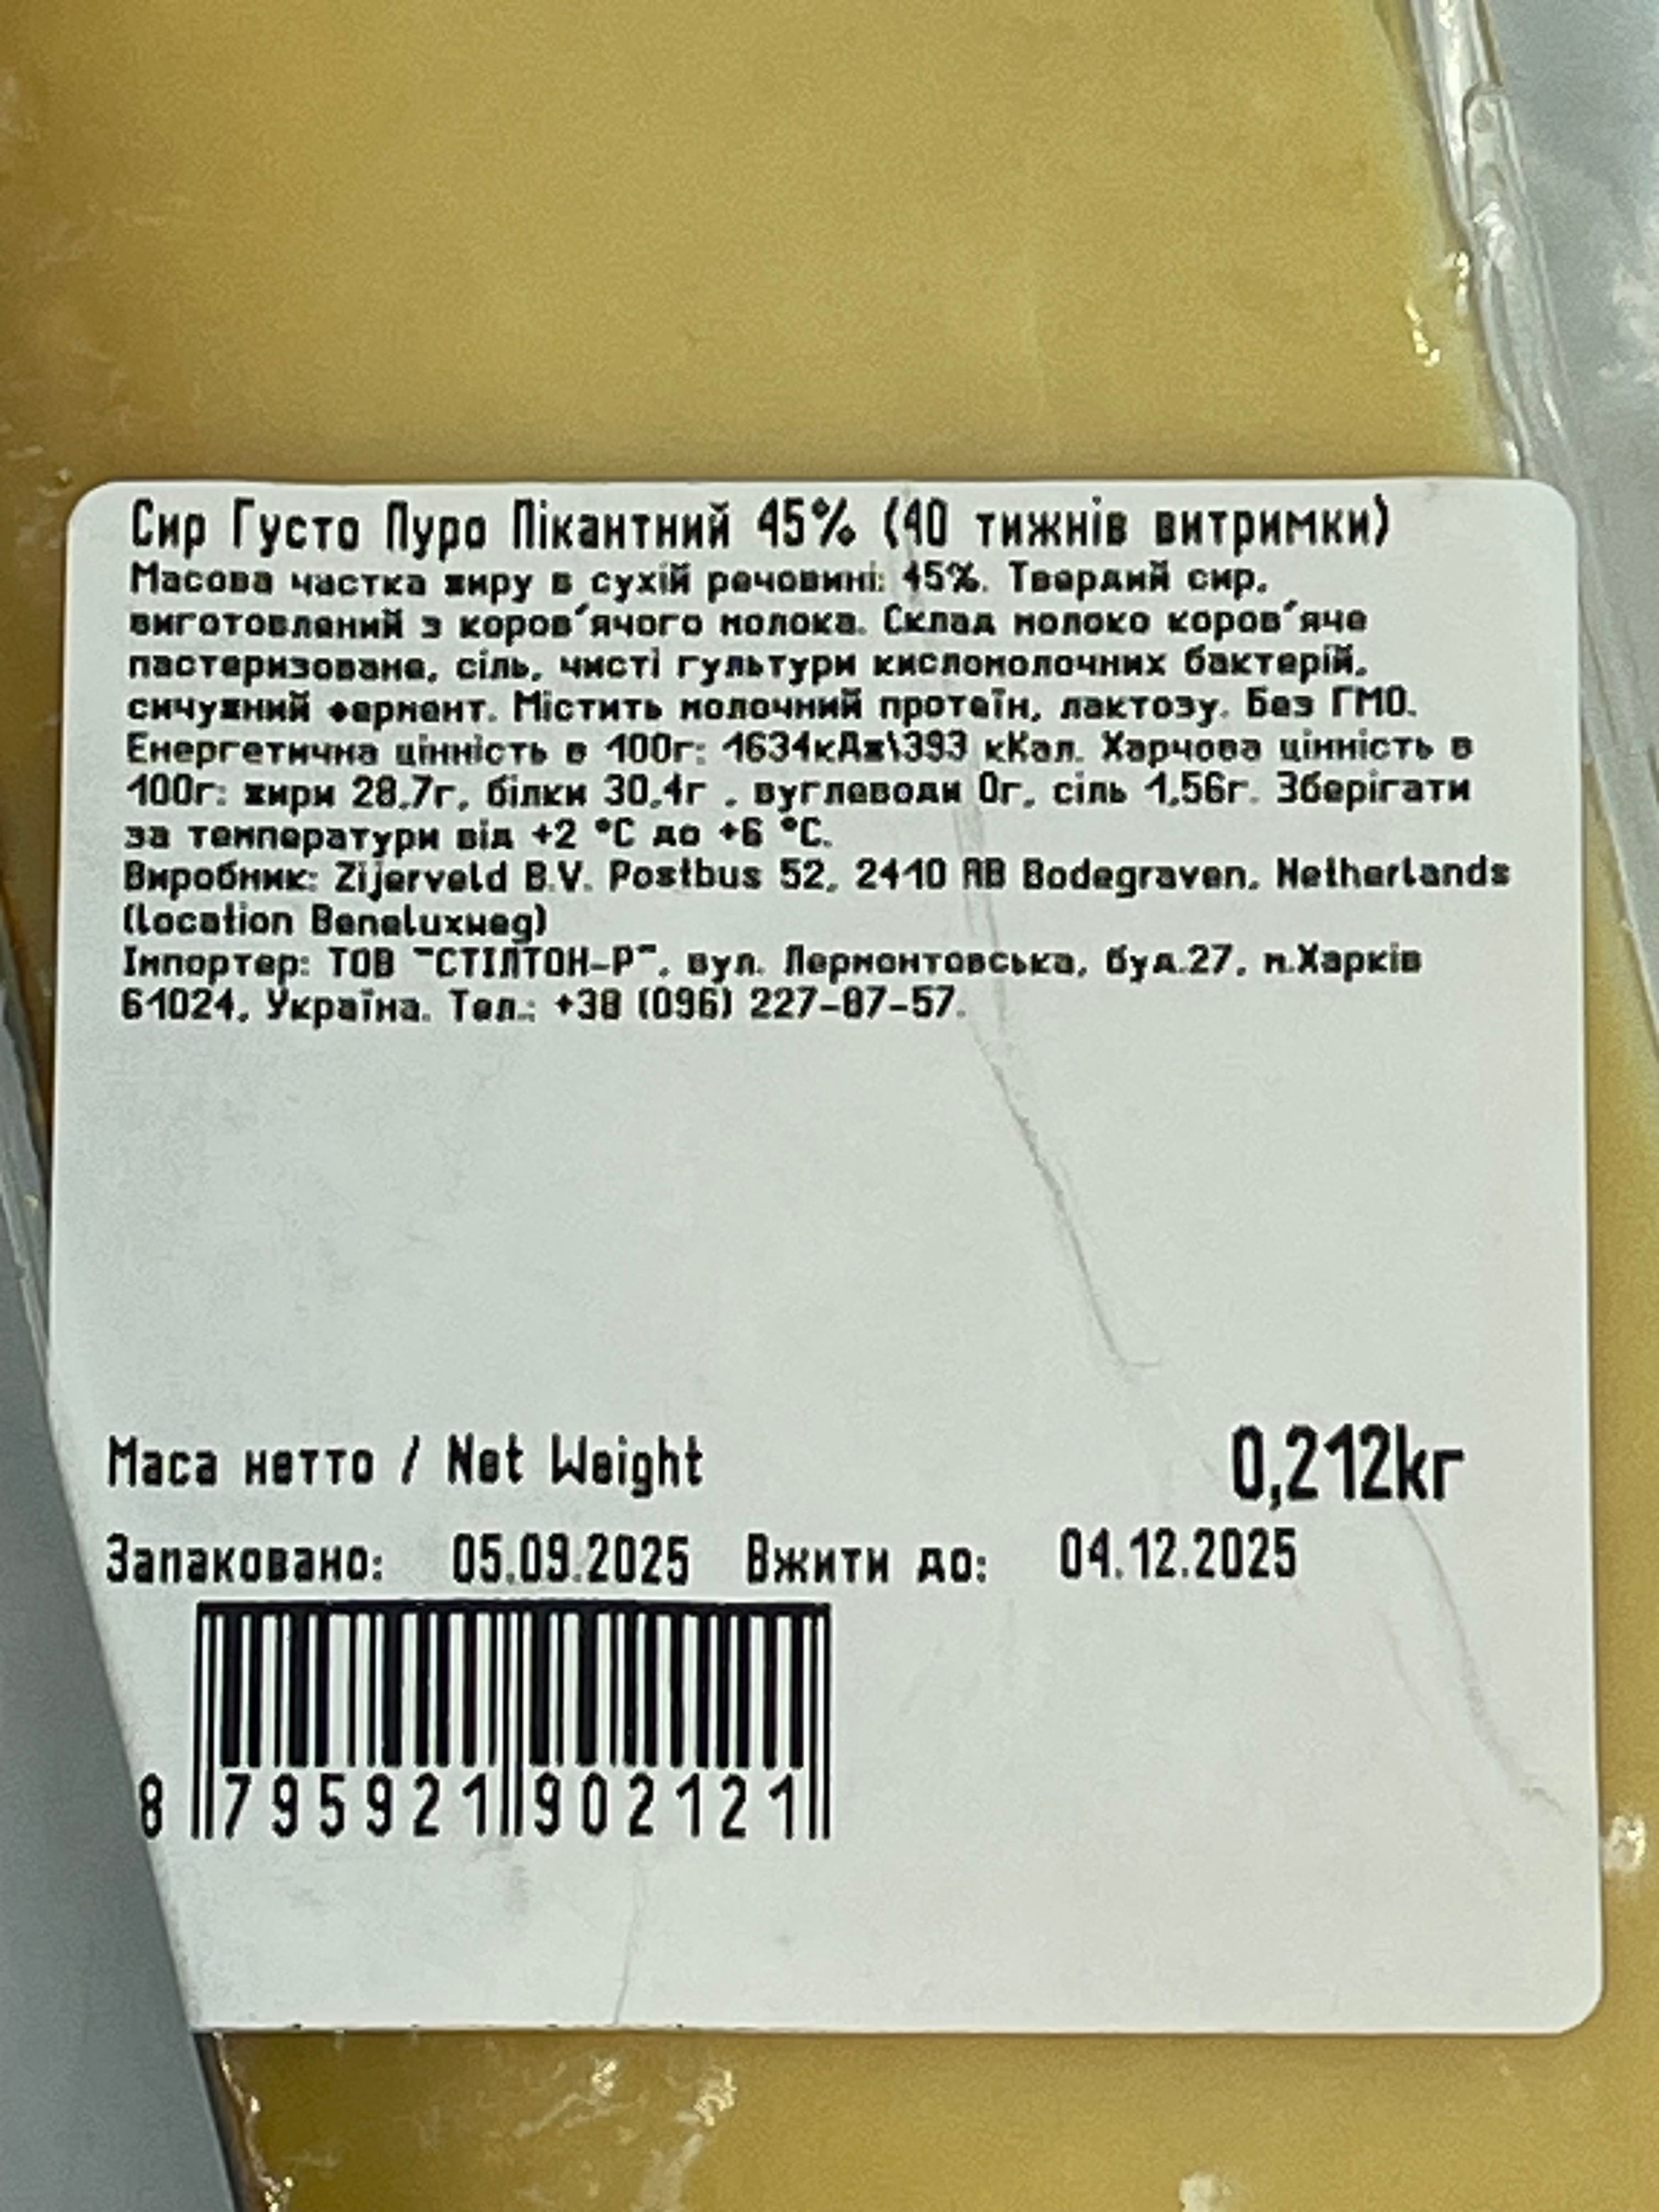 Сир Густо Пуро Пікантний 45% (40 тижнів витримки)
Масова частка жиру в сухій речовині: 45%. Твердий сир,
виготовлений з коров´ячого молока. Склад молоко коров´яче
пастеризоване, сіль, чисті гультури кисломолочних бактерій,
сичужний фермент. Містить молочний протеїн, лактозу. Без ГМО.
Енергетична цінність в 100г: 1634кДж\393 кКал. Харчова цінність в
100г: жири 28,7г, білки 30,4г , вуглеводи 0г, сіль 1,56г. Зберігати
за температури від +2 °С до +6 °С.
Виробник: Zijerveld B.V. Postbus 52, 2410 AB Bodegraven, Netherlands
(location Beneluxweg)
Імпортер: ТОВ "СТІЛТОН-Р", вул. Лермонтовська, буд.27, м.Харків
61024, Україна. Тел.: +38 (096) 227-87-57.
Маса нетто / Net Weight 0,212kг
Запаковано: 05.09.2025 Вжити до: 04.12.2025
8 795921 902121